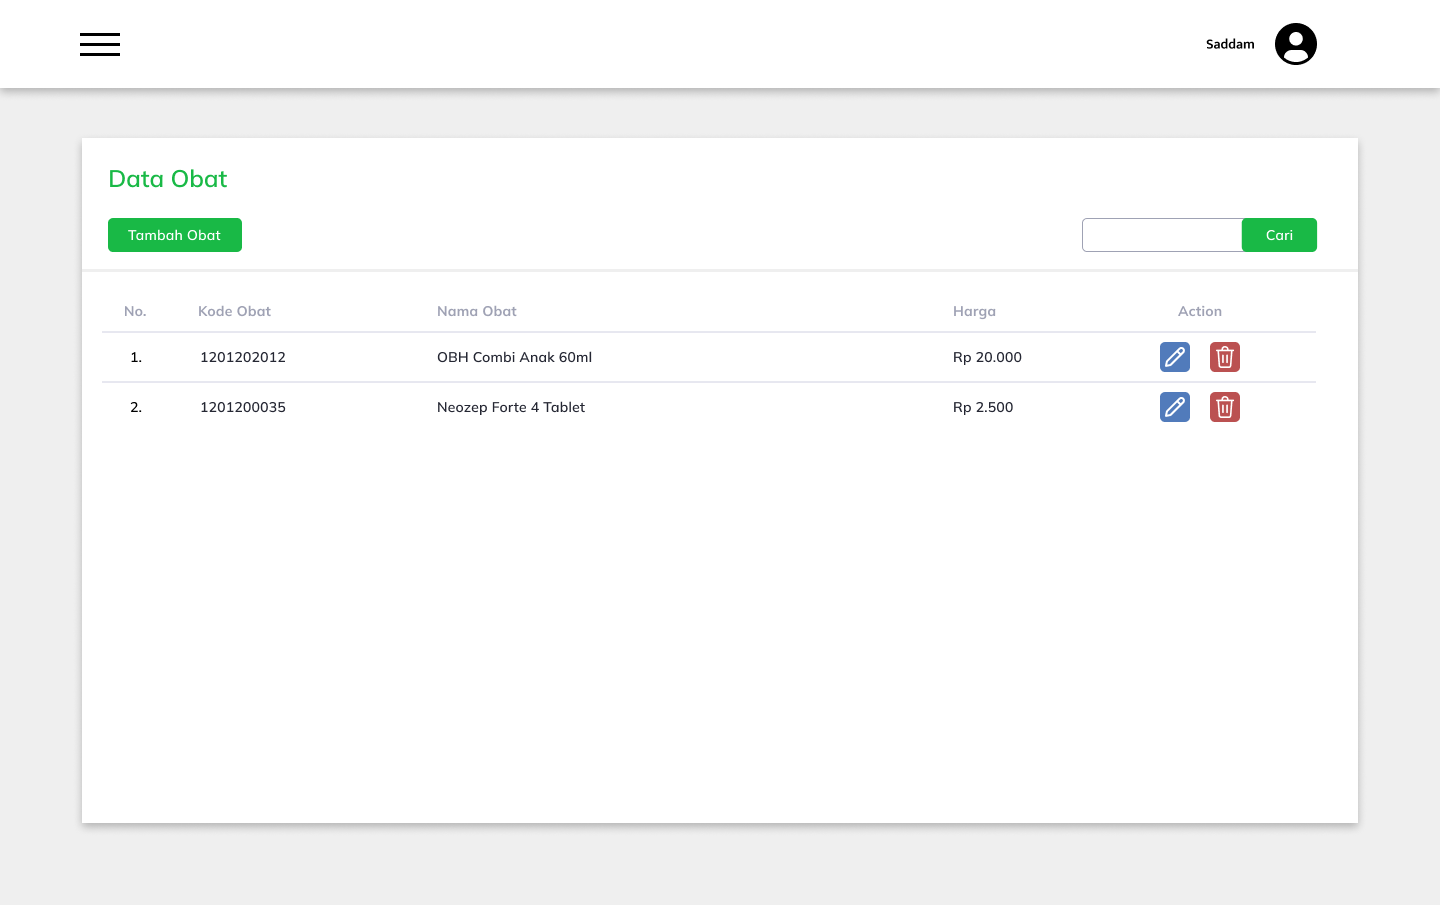 Saddam
Data Obat
Tambah Obat Cari
No. Kode Obat Nama Obat Harga Action
1. 1201202012 OBH Combi Anak 60ml Rp 20.000
2. 1201200035 Neozep Forte 4 Tablet Rp 2.500